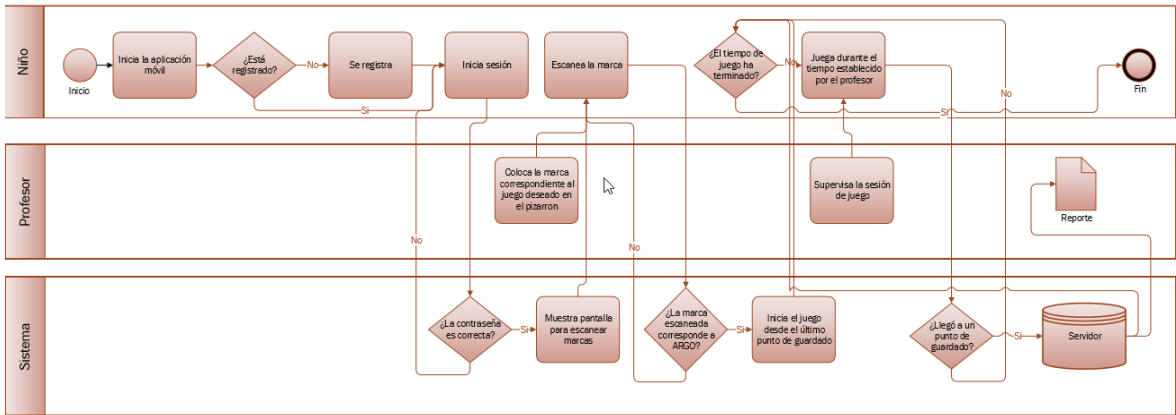 Niño
Inicio
Inicia la aplicación
móvil
¿Está
registrado?
No
Si
Se registra
Inicia sesión
Escanea la marca
¿El tiempo de
juego ha
terminado?
No
Juega durante el
tiempo establecido
por el profesor
Si
No
Fin
Profesor
Coloca la marca
correspondiente al
juego deseado en
el pizarron
Supervisa la sesión
de juego
Reporte
No
No
Sistema
¿La contraseña
es correcta?
Si
Muestra pantalla
para escanear
marcas
¿La marca
escaneada
corresponde a
ARGO?
Si
Inicia el juego
desde el último
punto de guardado
¿Llegó a un
punto de
guardado?
Si
Servidor